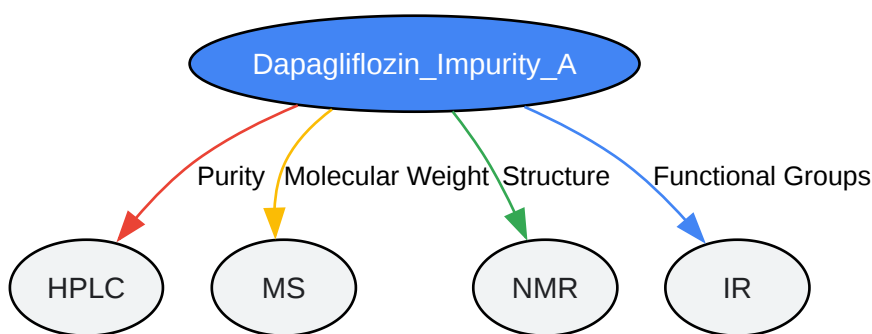 Dapagliflozin_Impurity_A
Purity
Molecular Weight
Structure
Functional Groups
HPLC
MS
NMR
IR